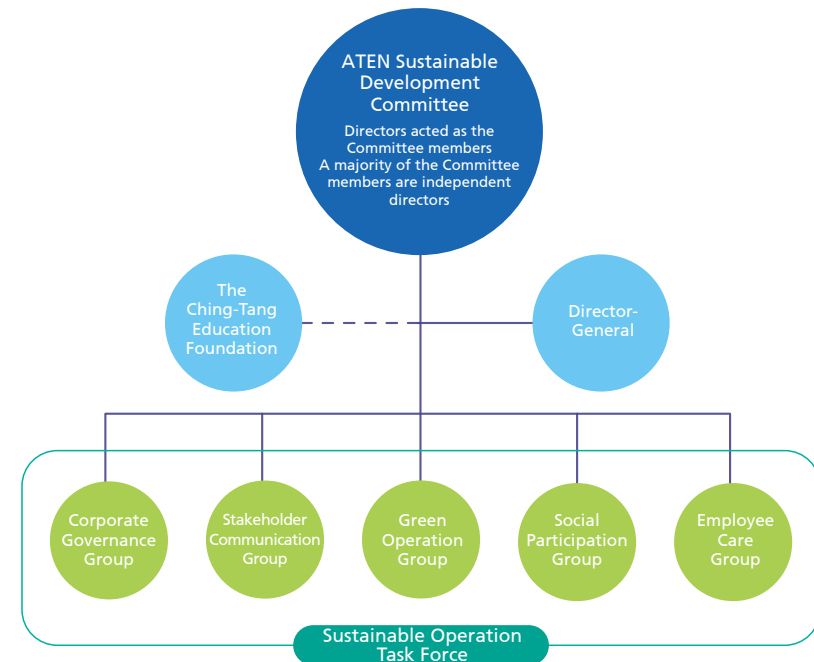 ATEN Sustainable
Development
Committee
Directors acted as the
Committee members
A majority of the Committee
members are independent
directors
The
Ching-Tang
Education
Foundation
Director-
General
Corporate
Governance
Group
Stakeholder
Communication
Group
Green
Operation
Group
Social
Participation
Group
Employee
Care
Group
Sustainable Operation
Task Force